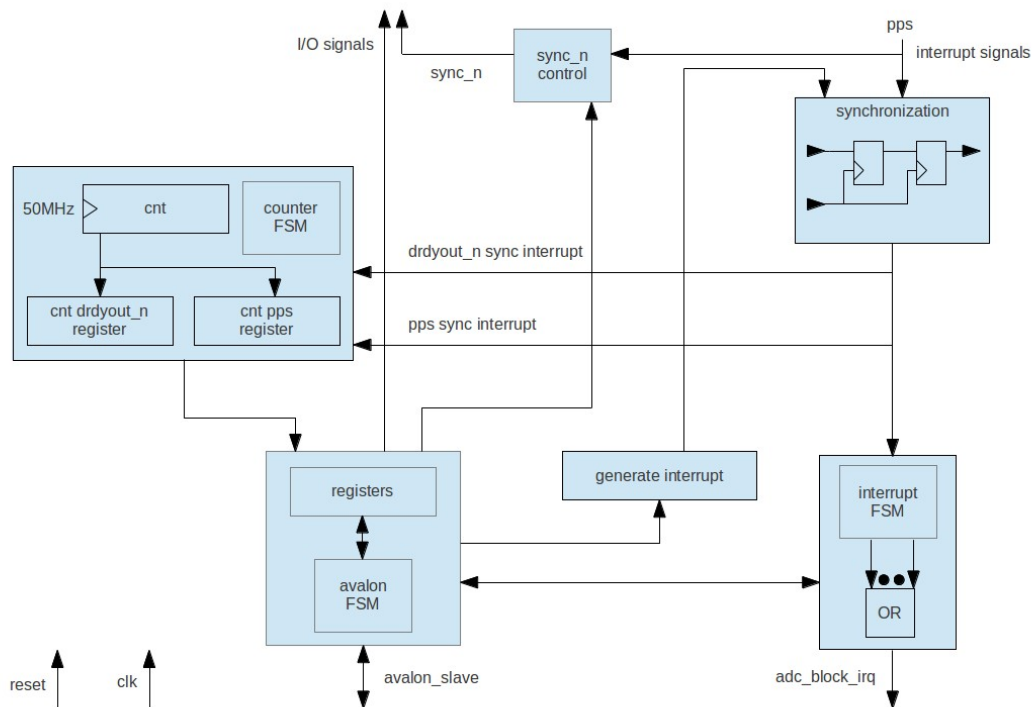 I/O signals
sync_n
sync_n
control
pps
interrupt signals
synchronization
50MHz
cnt
counter
FSM
drdyout_n sync interrupt
cnt drdyout_n
register
cnt pps
register
pps sync interrupt
registers
generate interrupt
interrupt
FSM
avalon
FSM
OR
reset
clk
avalon_slave
adc_block_irq